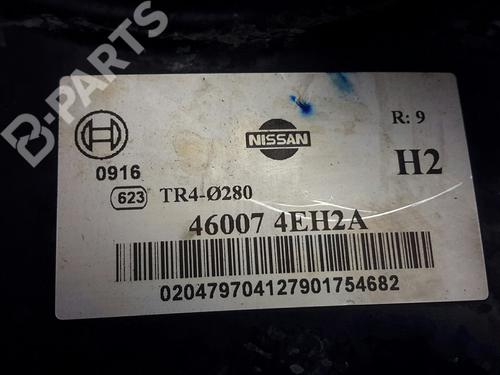 B-PARTS
R: 9
NISSAN
H2
0916
623 TR4-Ø280
46007 4EH2A
020479704127901754682